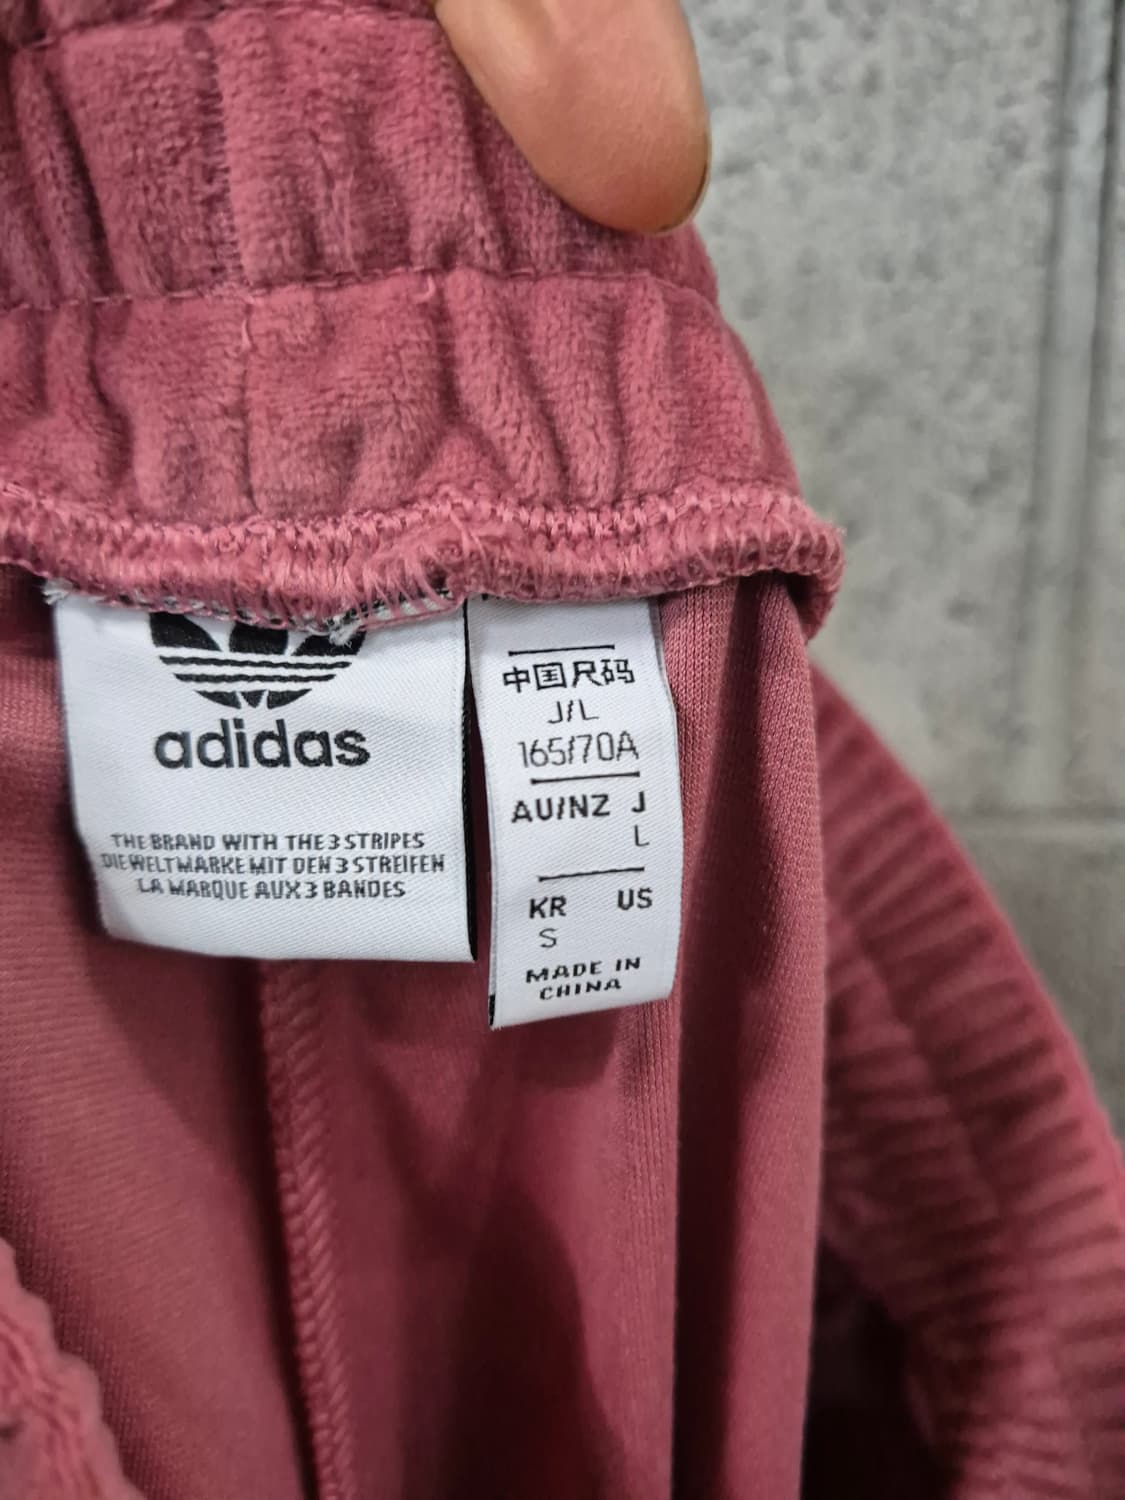 adidas
THE BRAND WITH THE 3 STRIPES
DIE WELTMARKE MIT DEN 3 STREIFEN
LA MARQUE AUX 3 BANDES
中国尺码
J/L
165/70A
AU/NZ J
L
KR US
S
MADE IN
CHINA